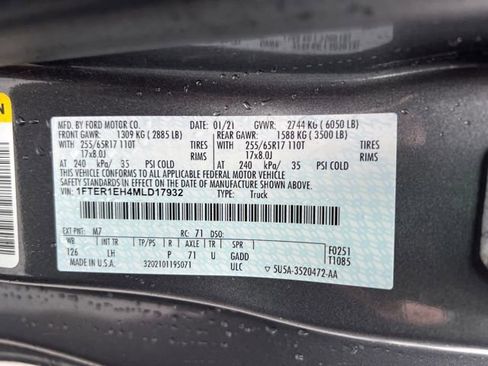 MFD. BY FORD MOTOR CO. 01/21 GVWR: 2744 KG ( 6050 LB)
FRONT GAWR: 1309 KG ( 2885 LB) REAR GAWR: 1588 KG ( 3500 LB)
WITH 255/65R17 110T TIRES WITH 255/65R17 110T TIRES
17x8.0J RIMS 17x8.0J RIMS
AT 240 kPa/ 35 PSI COLD AT 240 kPa/ 35 PSI COLD
THIS VEHICLE CONFORMS TO ALL APPLICABLE FEDERAL MOTOR
VEHICLE SAFETY STANDARDS IN EFFECT ON THE DATE OF
MANUFACTURE SHOWN ABOVE.
VIN: 1FTER1EH4MLD17932 TYPE: Truck
EXT PNT: M7 RC: 71 DSO:
WB INT TR TP/PS R AXLE TR SPR F0251
126 LH P 71 U GADD T1085
MADE IN U.S.A. 3202101195071 ULC 5U5A-3520472-AA